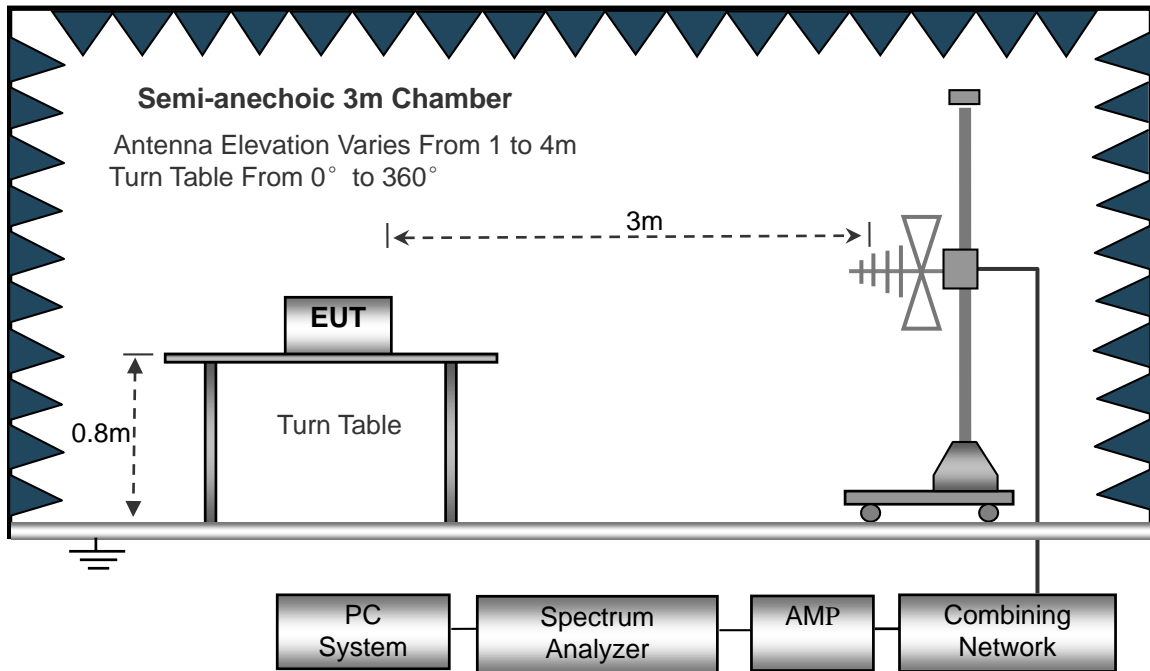 Semi-anechoic 3m Chamber
Antenna Elevation Varies From 1 to 4m
Turn Table From 0° to 360°
3m
EUT
0.8m
Turn Table
PC
System
Spectrum
Analyzer
AMP
Combining
Network